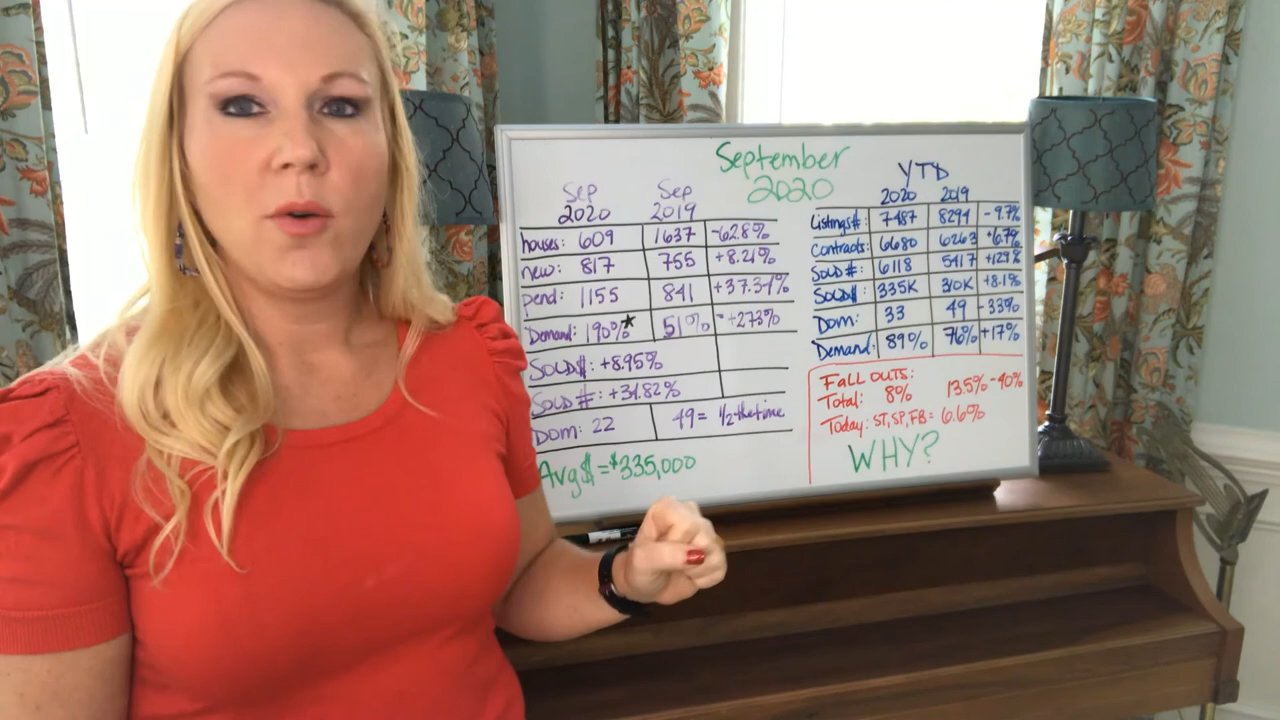 September
2020
Sep Sep
2020 2019
houses: 609 1637 -62.8%
new: 817 755 +8.21%
pend: 1155 841 +37.34%
Demand: 190%* 51% +273%
SOLD$: +8.95%
SOLD #: +34.82%
Dom: 22 49= 1/2 the time
Avg$ = $335,000
YTD
2020 2019
Listings#: 7487 8294 -9.7%
Contracts: 6680 6263 +6.7%
SOLD #: 6118 5417 +12.9%
SOLD$: 335K 310K +8.1%
Dom: 33 49 -33%
Demand: 89% 76% +17%
FALL OUTS:
Total: 8% 13.5% -40%
Today: ST, SP, FB = 6.6%
WHY?